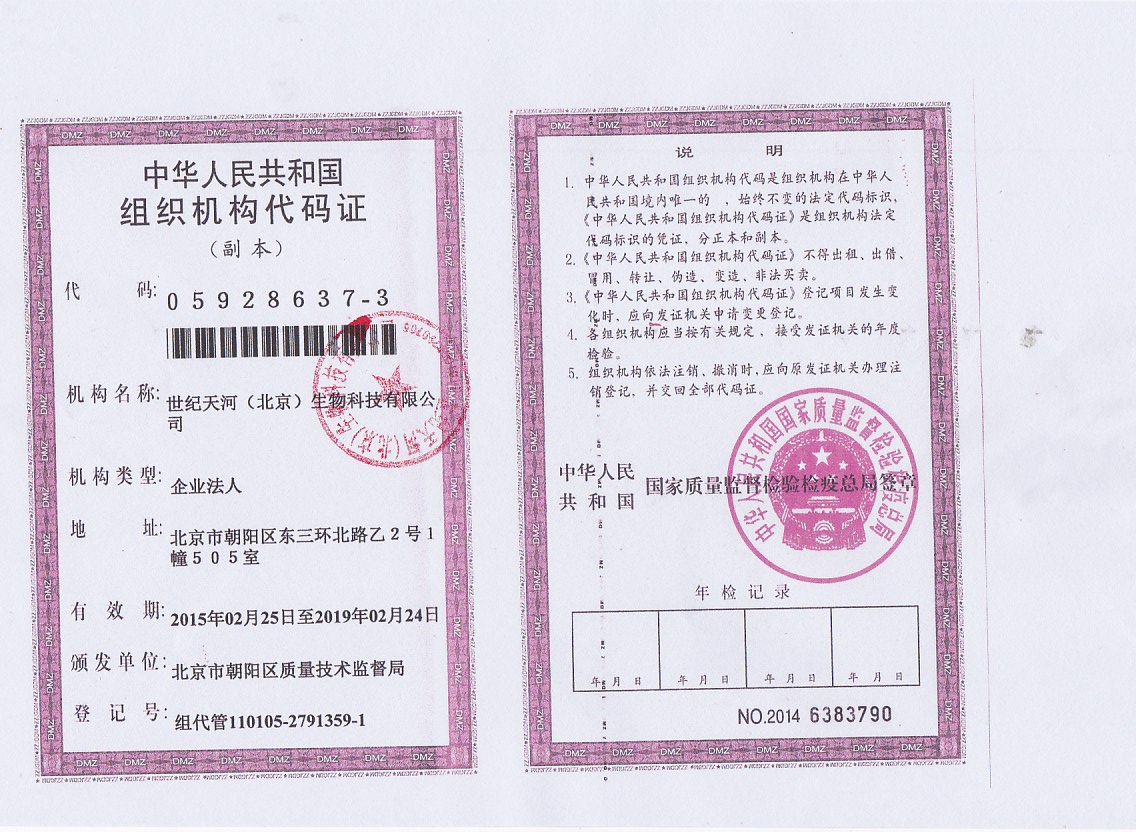 中华人民共和国
组织机构代码证
（副本）
代 码: 05928637-3
机构名称: 世纪天河（北京）生物科技有限公
司
机构类型: 企业法人
地 址: 北京市朝阳区东三环北路乙2号1
幢505室
有效期: 2015年02月25日至2019年02月24日
颁发单位: 北京市朝阳区质量技术监督局
登记号: 组代管110105-2791359-1
说 明
1. 中华人民共和国组织机构代码是组织机构在中华人
民共和国境内唯一的 ，始终不变的法定代码标识，
《中华人民共和国组织机构代码证》是组织机构法定
代码标识的凭证、分正本和副本。
2.《中华人民共和国组织机构代码证》不得出租、出借、
冒用、转让、伪造、变造、非法买卖。
3.《中华人民共和国组织机构代码证》登记项目发生变
化时，应向发证机关申请变更登记。
4. 各组织机构应当按有关规定，接受发证机关的年度
检验。
5. 组织机构依法注销、撤消时，应向原发证机关办理注
销登记，并交回全部代码证。
中华人民
共和国 国家质量监督检验检疫总局签章
中华人民共和国国家质量监督检验检疫总局
年检记录
年 月 日 年 月 日 年 月 日 年 月 日
NO.2014 6383790